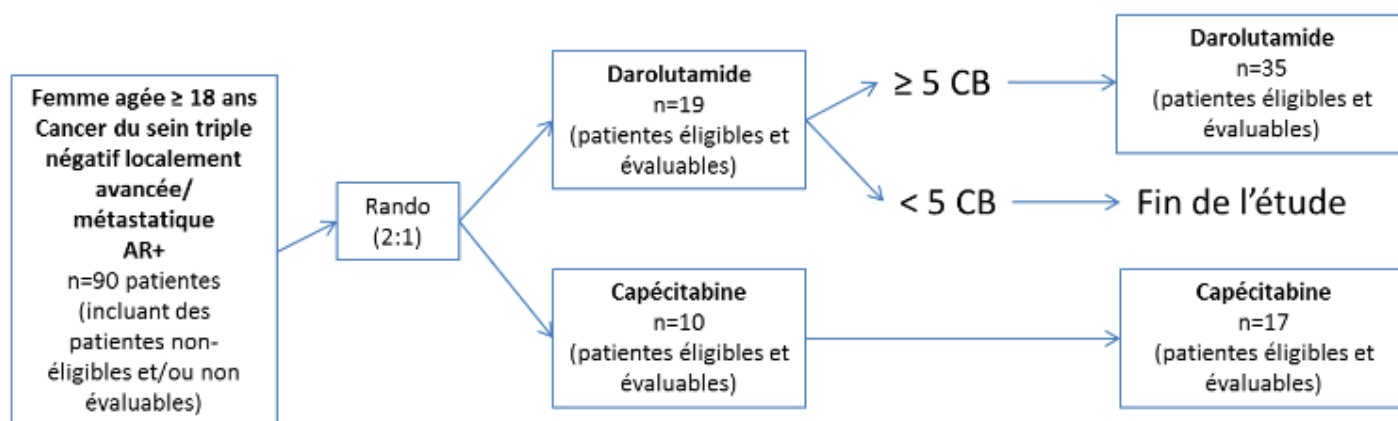 Femme agée ≥ 18 ans
Cancer du sein triple
négatif localement
avancée/
métastatique
AR+
n=90 patientes
(incluant des
patientes non-
éligibles et/ou non
évaluables)
Rando
(2:1)
Darolutamide
n=19
(patientes éligibles et
évaluables)
≥ 5 CB
Darolutamide
n=35
(patientes éligibles et
évaluables)
< 5 CB
Fin de l’étude
Capécitabine
n=10
(patientes éligibles et
évaluables)
Capécitabine
n=17
(patientes éligibles et
évaluables)